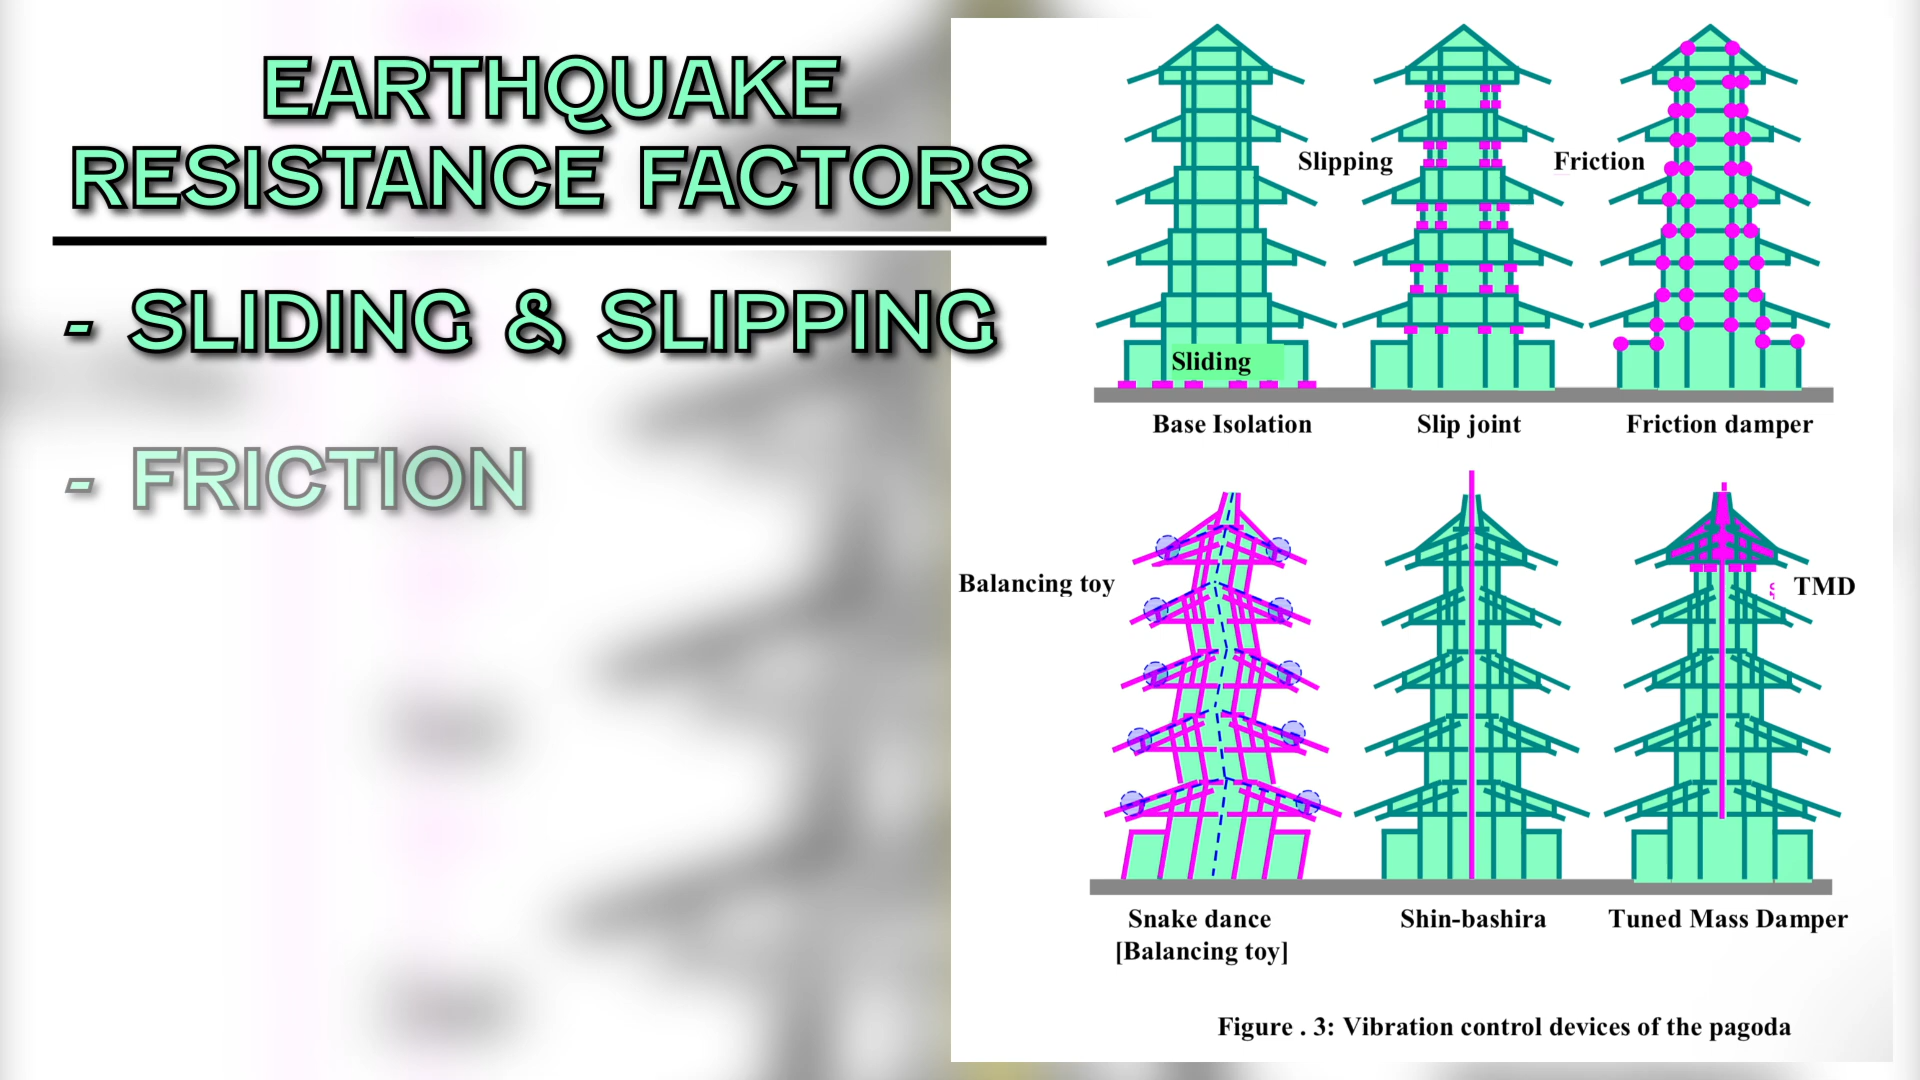 EARTHQUAKE
RESISTANCE FACTORS
- SLIDING & SLIPPING
- FRICTION
Slipping
Friction
Sliding
Base Isolation
Slip joint
Friction damper
Balancing toy
TMD
Snake dance
[Balancing toy]
Shin-bashira
Tuned Mass Damper
Figure . 3: Vibration control devices of the pagoda